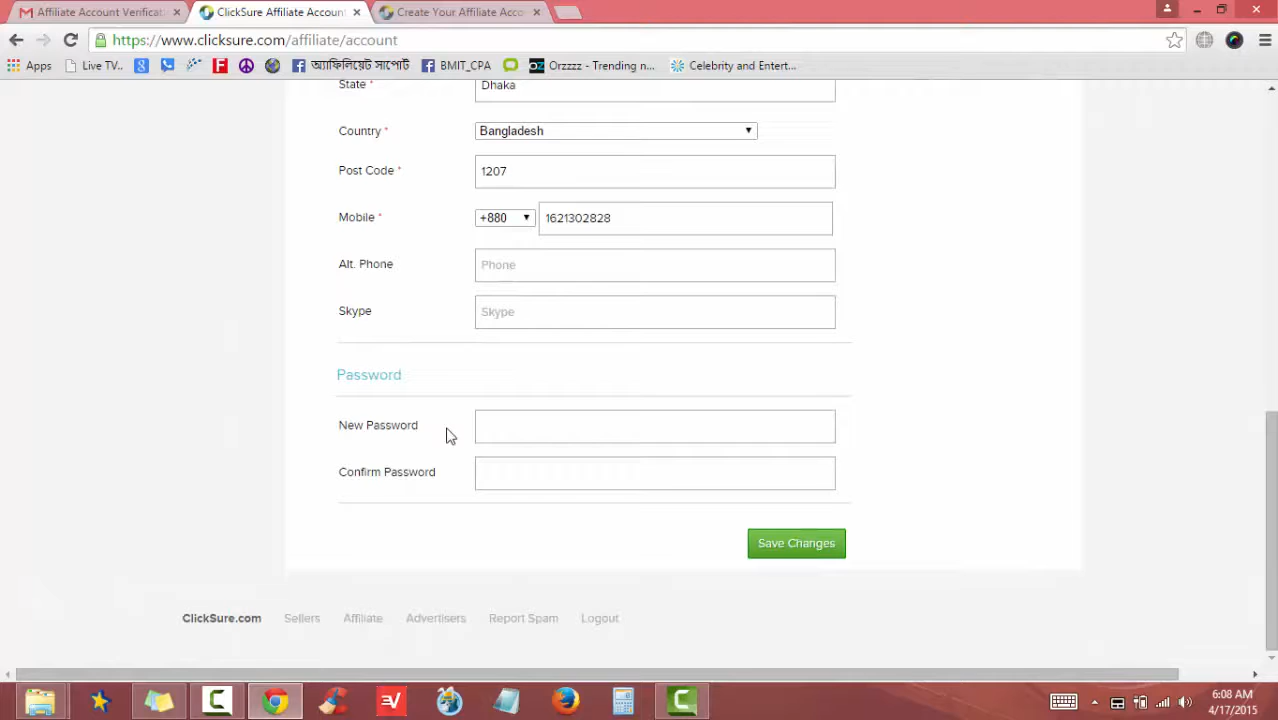 Affiliate Account Verificati
ClickSure Affiliate Account
Create Your Affiliate Acco
https://www.clicksure.com/affiliate/account
Apps
Live TV..
অ্যাফিলিয়েট সাপোর্ট
BMIT_CPA
Orzzzz - Trending n...
Celebrity and Entert...
State *
Dhaka
Country *
Bangladesh
Post Code *
1207
Mobile *
+880
1621302828
Alt. Phone
Phone
Skype
Skype
Password
New Password
Confirm Password
Save Changes
ClickSure.com
Sellers
Affiliate
Advertisers
Report Spam
Logout
6:08 AM
4/17/2015